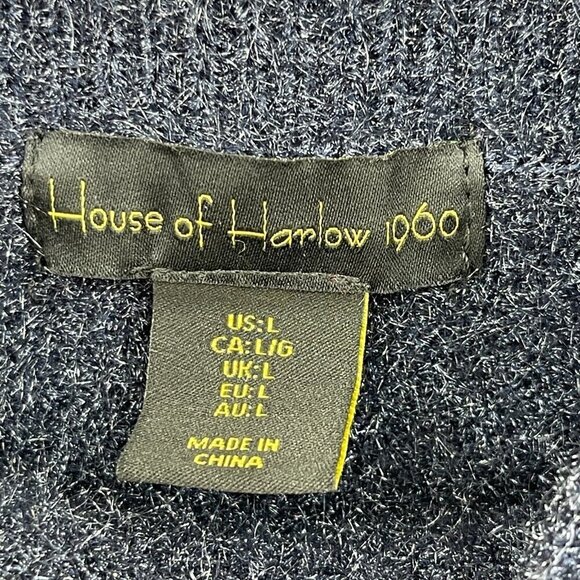 House of Harlow 1960
US:L
CA:L/G
UK:L
EU:L
AU:L
MADE IN
CHINA